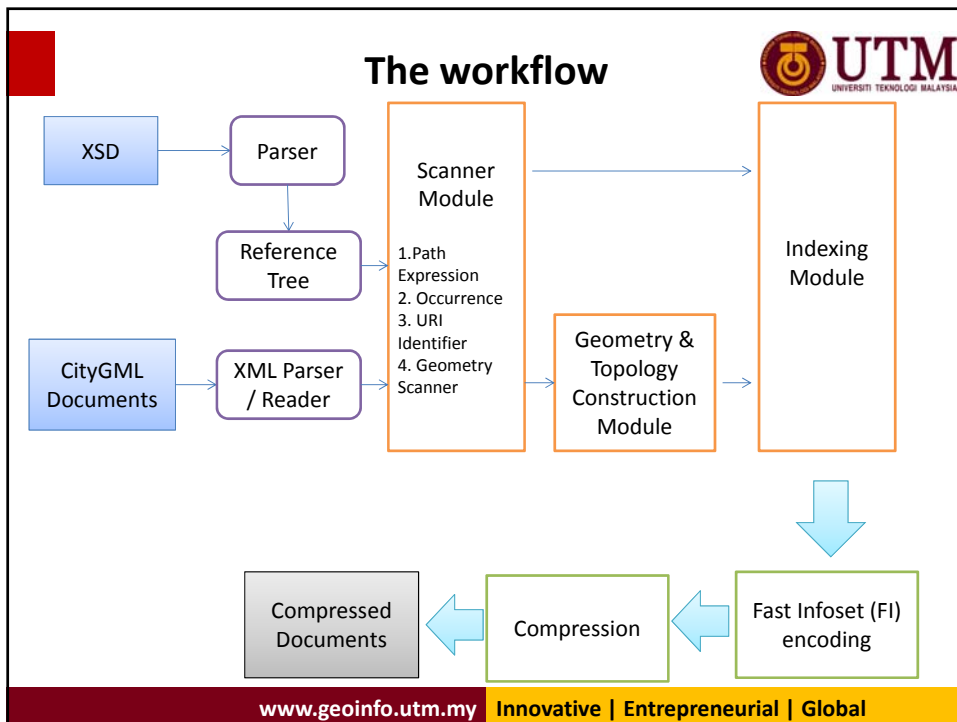 The workflow
UTM
UNIVERSITI TEKNOLOGI MALAYSIA
XSD
Parser
Reference
Tree
CityGML
Documents
XML Parser
/ Reader
Scanner
Module
1.Path
Expression
2. Occurrence
3. URI
Identifier
4. Geometry
Scanner
Geometry &
Topology
Construction
Module
Indexing
Module
Compressed
Documents
Compression
Fast Infoset (FI)
encoding
www.geoinfo.utm.my Innovative | Entrepreneurial | Global